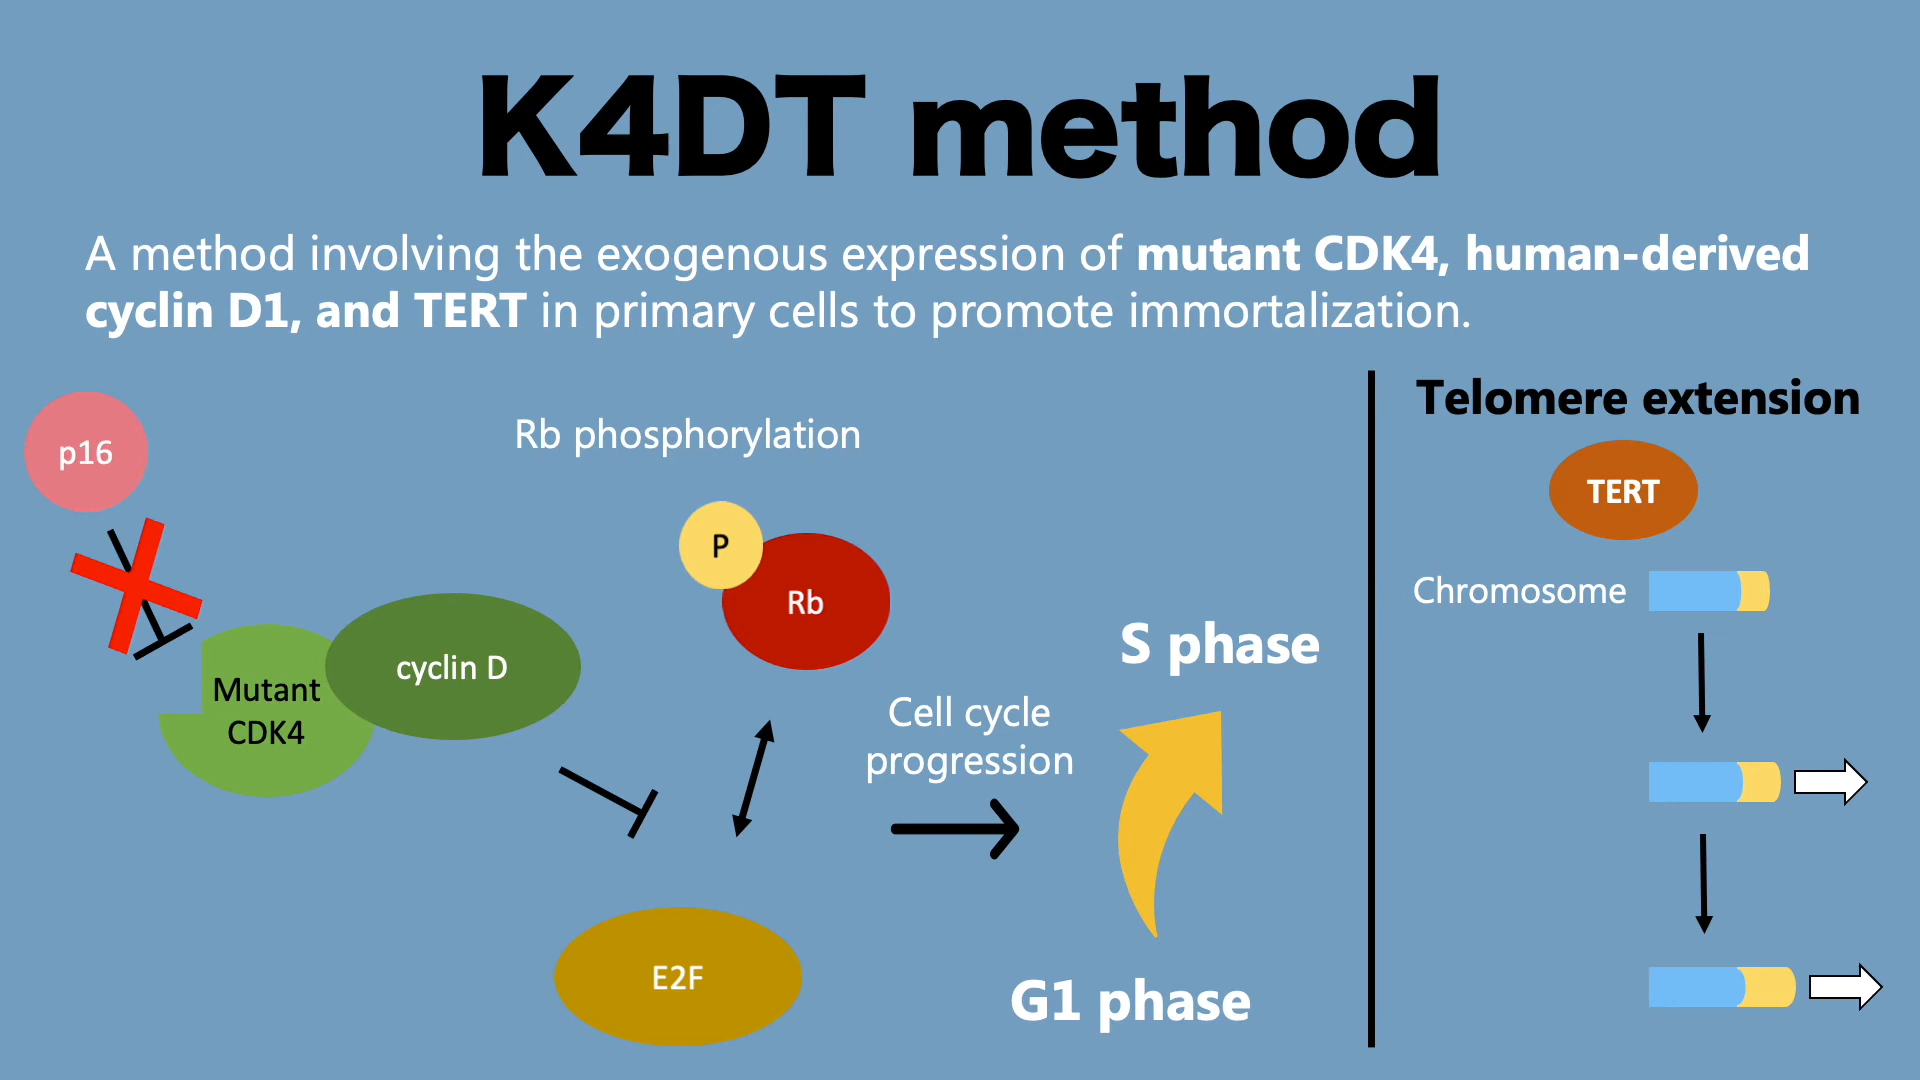 K4DT method
A method involving the exogenous expression of mutant CDK4, human-derived
cyclin D1, and TERT in primary cells to promote immortalization.
p16
Mutant
CDK4
cyclin D
Rb phosphorylation
P
Rb
E2F
Cell cycle
progression
S phase
G1 phase
Telomere extension
TERT
Chromosome